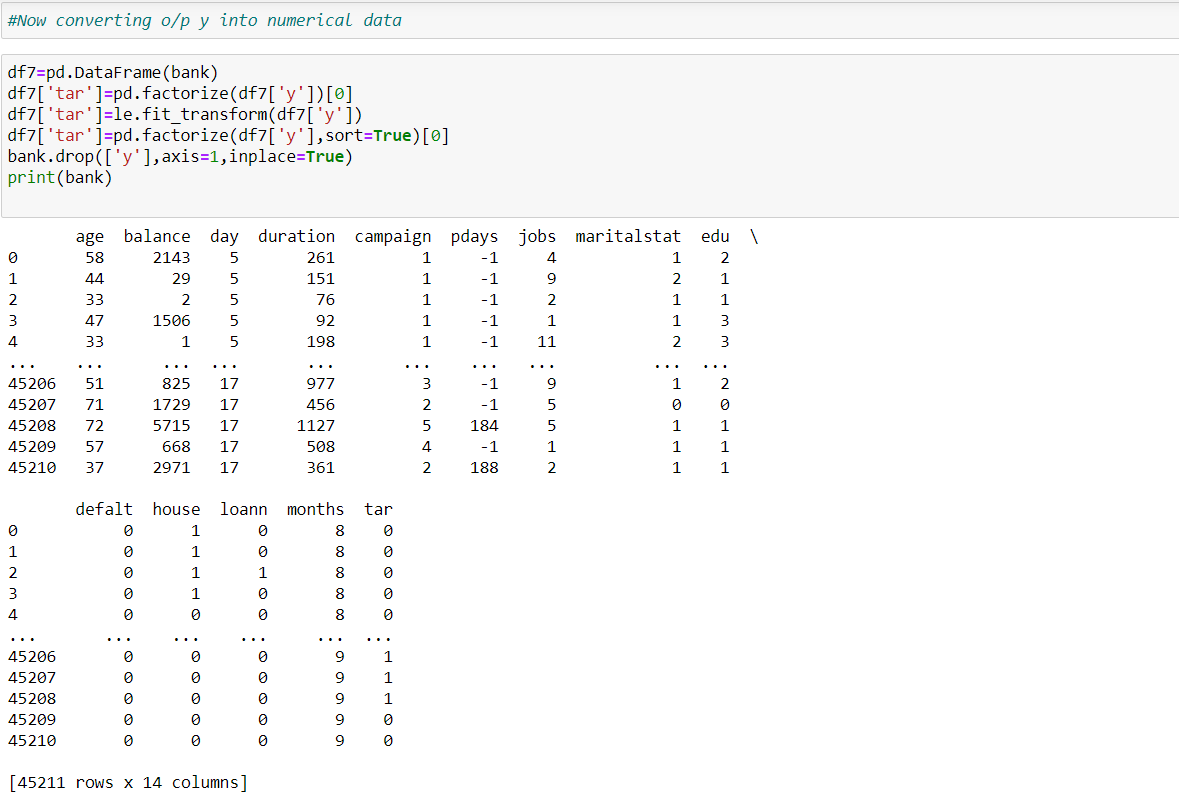 #Now converting o/p y into numerical data
df7=pd.DataFrame(bank)
df7['tar']=pd.factorize(df7['y'])[0]
df7['tar']=le.fit_transform(df7['y'])
df7['tar']=pd.factorize(df7['y'],sort=True)[0]
bank.drop(['y'],axis=1,inplace=True)
print(bank)
       age  balance  day  duration  campaign  pdays  jobs  maritalstat  edu  \
0       58     2143    5       261         1     -1     4            1    2
1       44       29    5       151         1     -1     9            2    1
2       33        2    5        76         1     -1     2            1    1
3       47     1506    5        92         1     -1     1            1    3
4       33        1    5       198         1     -1    11            2    3
...    ...      ...  ...       ...       ...    ...   ...          ...  ...
45206   51      825   17       977         3     -1     9            1    2
45207   71     1729   17       456         2     -1     5            0    0
45208   72     5715   17      1127         5    184     5            1    1
45209   57      668   17       508         4     -1     1            1    1
45210   37     2971   17       361         2    188     2            1    1
       defalt  house  loann  months  tar
0           0      1      0       8    0
1           0      1      0       8    0
2           0      1      1       8    0
3           0      1      0       8    0
4           0      0      0       8    0
...       ...    ...    ...     ...  ...
45206       0      0      0       9    1
45207       0      0      0       9    1
45208       0      0      0       9    1
45209       0      0      0       9    0
45210       0      0      0       9    0
[45211 rows x 14 columns]